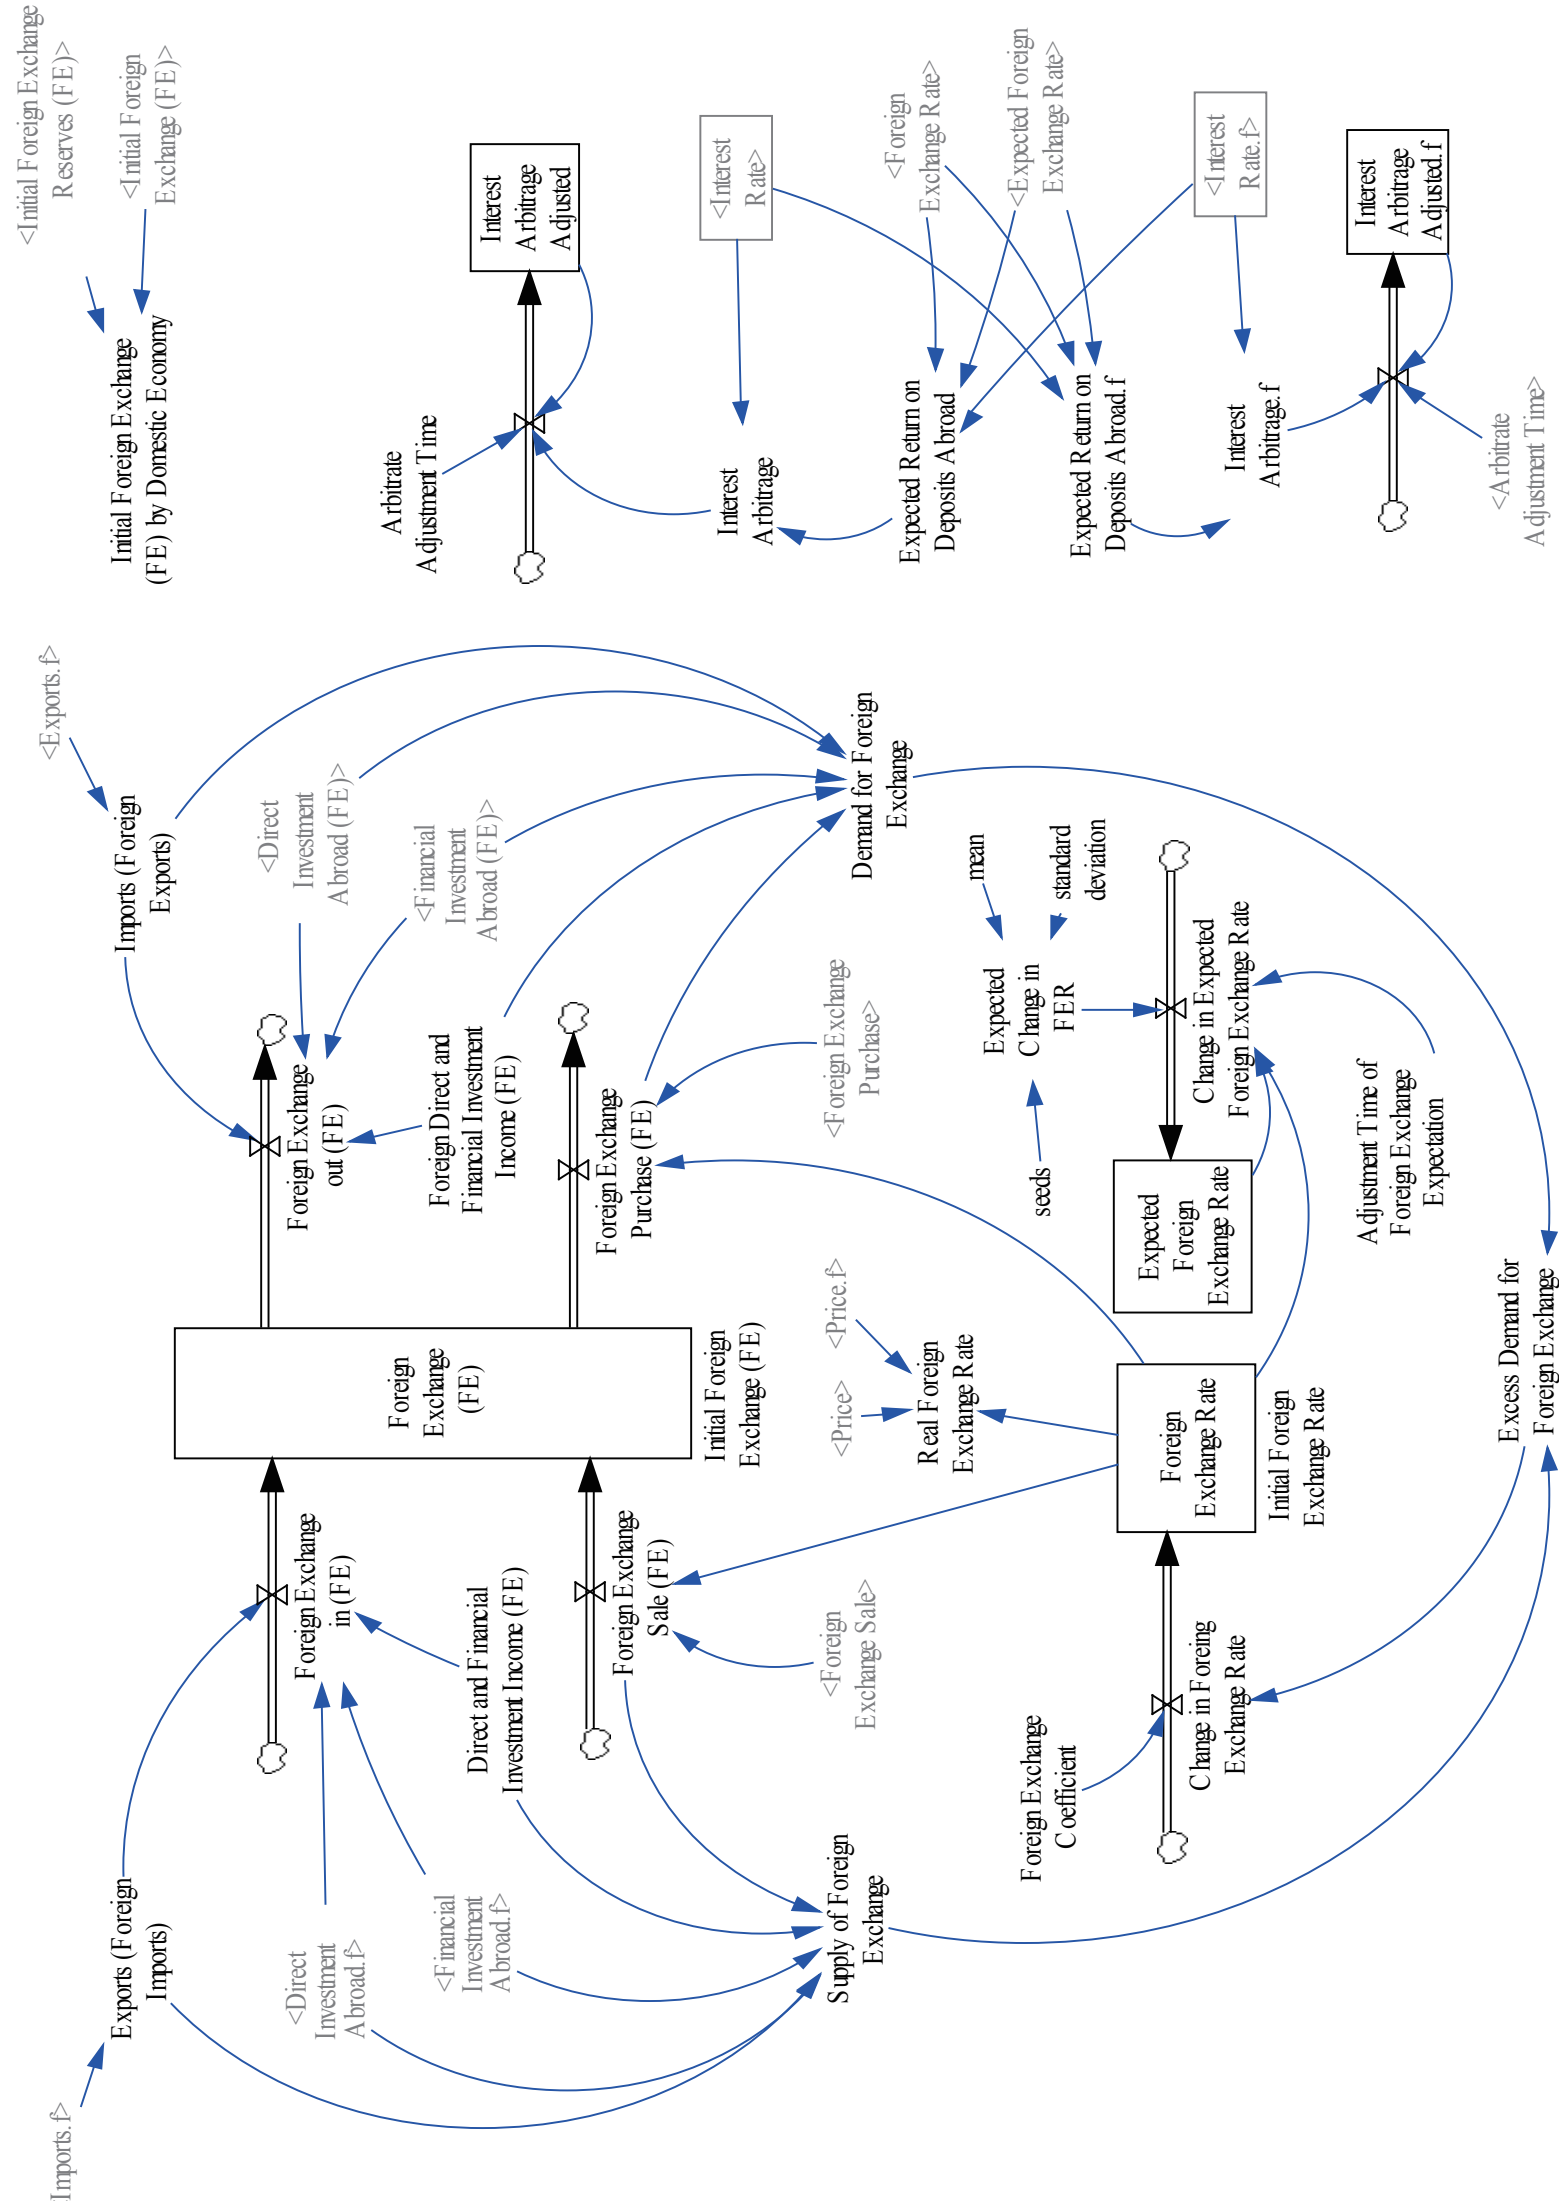 Imports.f>
Exports (Foreign
Imports)
<Direct
Investment
Abroad.f>
<Financial
Investment
Abroad.f>
Foreign Exchange
in (FE)
Direct and Financial
Investment Income (FE)
Foreign Exchange
Sale (FE)
<Foreign
Exchange Sale>
Supply of Foreign
Exchange
Foreign
Exchange
(FE)
Initial Foreign
Exchange (FE)
<Exports.f>
Imports (Foreign
Exports)
<Direct
Investment
Abroad (FE)>
<Financial
Investment
Abroad (FE)>
Foreign Exchange
out (FE)
Foreign Direct and
Financial Investment
Income (FE)
Foreign Exchange
Purchase (FE)
<Foreign Exchange
Purchase>
Demand for Foreign
Exchange
<Price>
<Price.f>
Real Foreign
Exchange Rate
Foreign Exchange
Coefficient
Change in Foreing
Exchange Rate
Foreign
Exchange Rate
Initial Foreign
Exchange Rate
seeds
mean
Expected
Change in
FER
standard
deviation
Expected
Foreign
Exchange Rate
Change in Expected
Foreign Exchange Rate
Adjustment Time of
Foreign Exchange
Expectation
Excess Demand for
Foreign Exchange
<Initial Foreign Exchange
Reserves (FE)>
<Initial Foreign
Exchange (FE)>
Initial Foreign Exchange
(FE) by Domestic Economy
Arbitrate
Adjustment Time
Interest
Arbitrage
Adjusted
Interest
Arbitrage
<Interest
Rate>
Expected Return on
Deposits Abroad
<Foreign
Exchange Rate>
<Expected Foreign
Exchange Rate>
Expected Return on
Deposits Abroad.f
<Interest
Rate.f>
Interest
Arbitrage.f
Interest
Arbitrage
Adjusted.f
<Arbitrate
Adjustment Time>